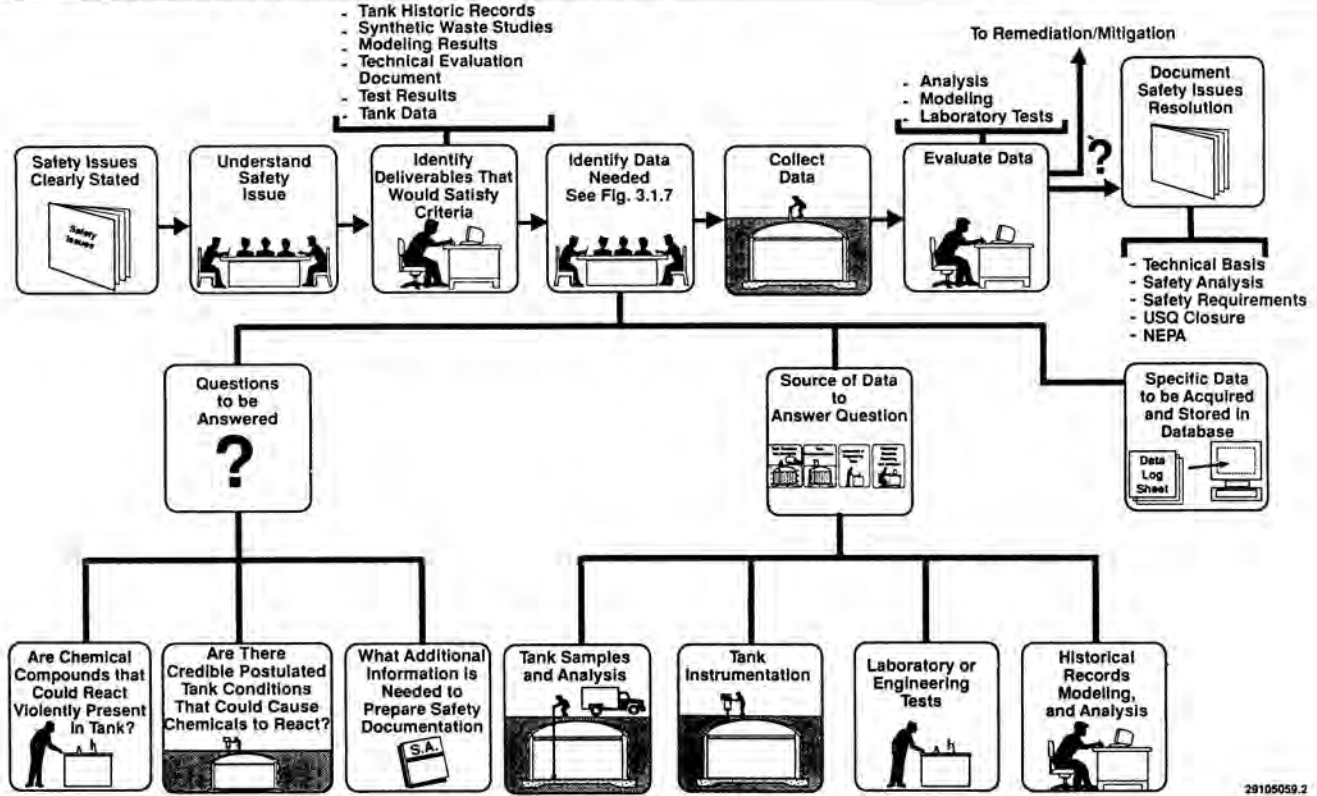 - Tank Historic Records
- Synthetic Waste Studies
- Modeling Results
- Technical Evaluation
Document
- Test Results
- Tank Data
To Remediation/Mitigation
- Analysis
- Modeling
- Laboratory Tests
Safety Issues
Clearly Stated
Safety
Issues
Understand
Safety
Issue
Identify
Deliverables That
Would Satisfy
Criteria
Identify Data
Needed
See Fig. 3.1.7
Collect
Data
Evaluate Data
?
Document
Safety Issues
Resolution
- Technical Basis
- Safety Analysis
- Safety Requirements
- USQ Closure
- NEPA
Questions
to be
Answered
?
Source of Data
to
Answer Question
Specific Data
to be Acquired
and Stored in
Database
Data
Log
Sheet
Are Chemical
Compounds that
Could React
Violently Present
In Tank?
Are There
Credible Postulated
Tank Conditions
That Could Cause
Chemicals to React?
What Additional
Information is
Needed to
Prepare Safety
Documentation
S.A.
Tank Samples
and Analysis
Tank
Instrumentation
Laboratory or
Engineering
Tests
Historical
Records
Modeling,
and Analysis
29105059.2